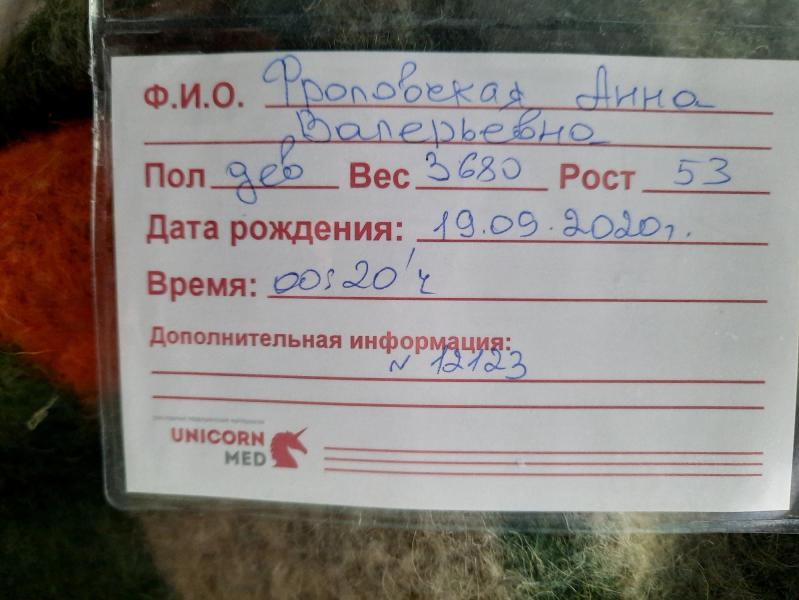 Ф.И.О. Фроловская Анна
Валерьевна
Пол дев Вес 3680 Рост 53
Дата рождения: 19.09.2020г.
Время: 00:20' ч
Дополнительная информация:
N 12123
UNICORN
MED